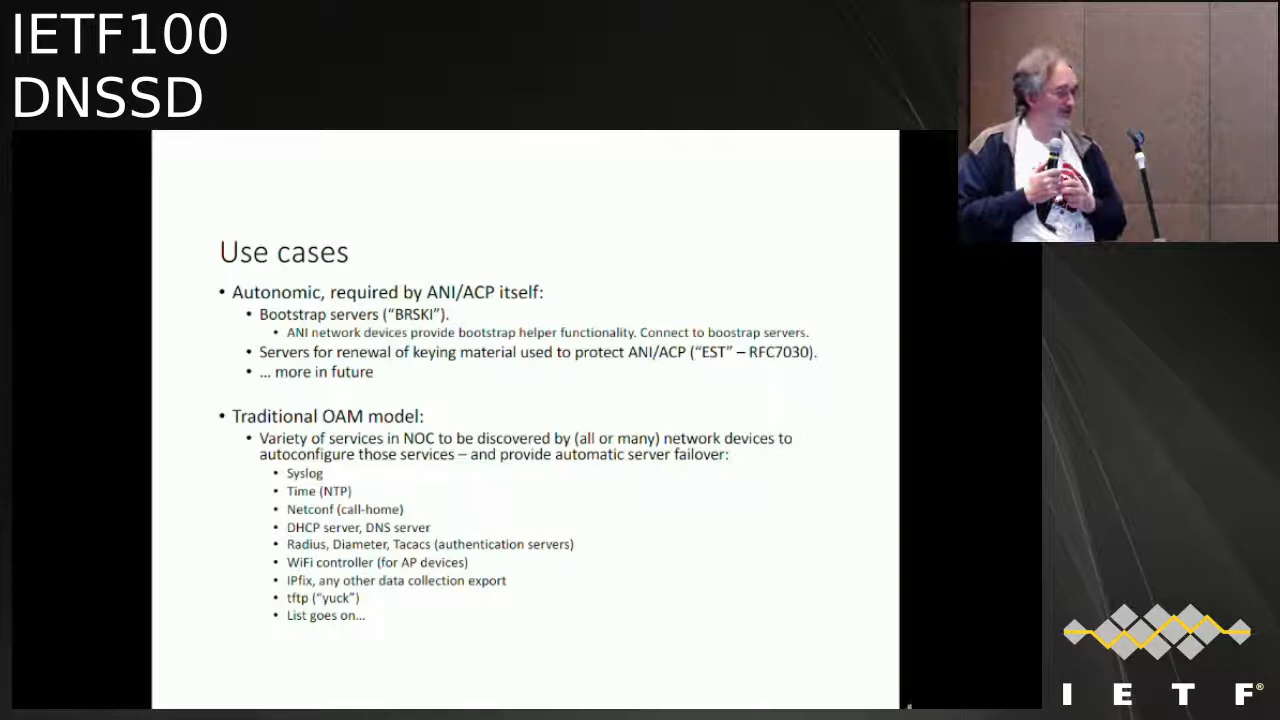 IETF100
DNSSD
Use cases
• Autonomic, required by ANI/ACP itself:
• Bootstrap servers (“BRSKI”).
• ANI network devices provide bootstrap helper functionality. Connect to boostrap servers.
• Servers for renewal of keying material used to protect ANI/ACP (“EST” – RFC7030).
• … more in future
• Traditional OAM model:
• Variety of services in NOC to be discovered by (all or many) network devices to
autoconfigure those services – and provide automatic server failover:
• Syslog
• Time (NTP)
• Netconf (call-home)
• DHCP server, DNS server
• Radius, Diameter, Tacacs (authentication servers)
• WiFi controller (for AP devices)
• IPfix, any other data collection export
• tftp (“yuck”)
• List goes on…
I E T F®